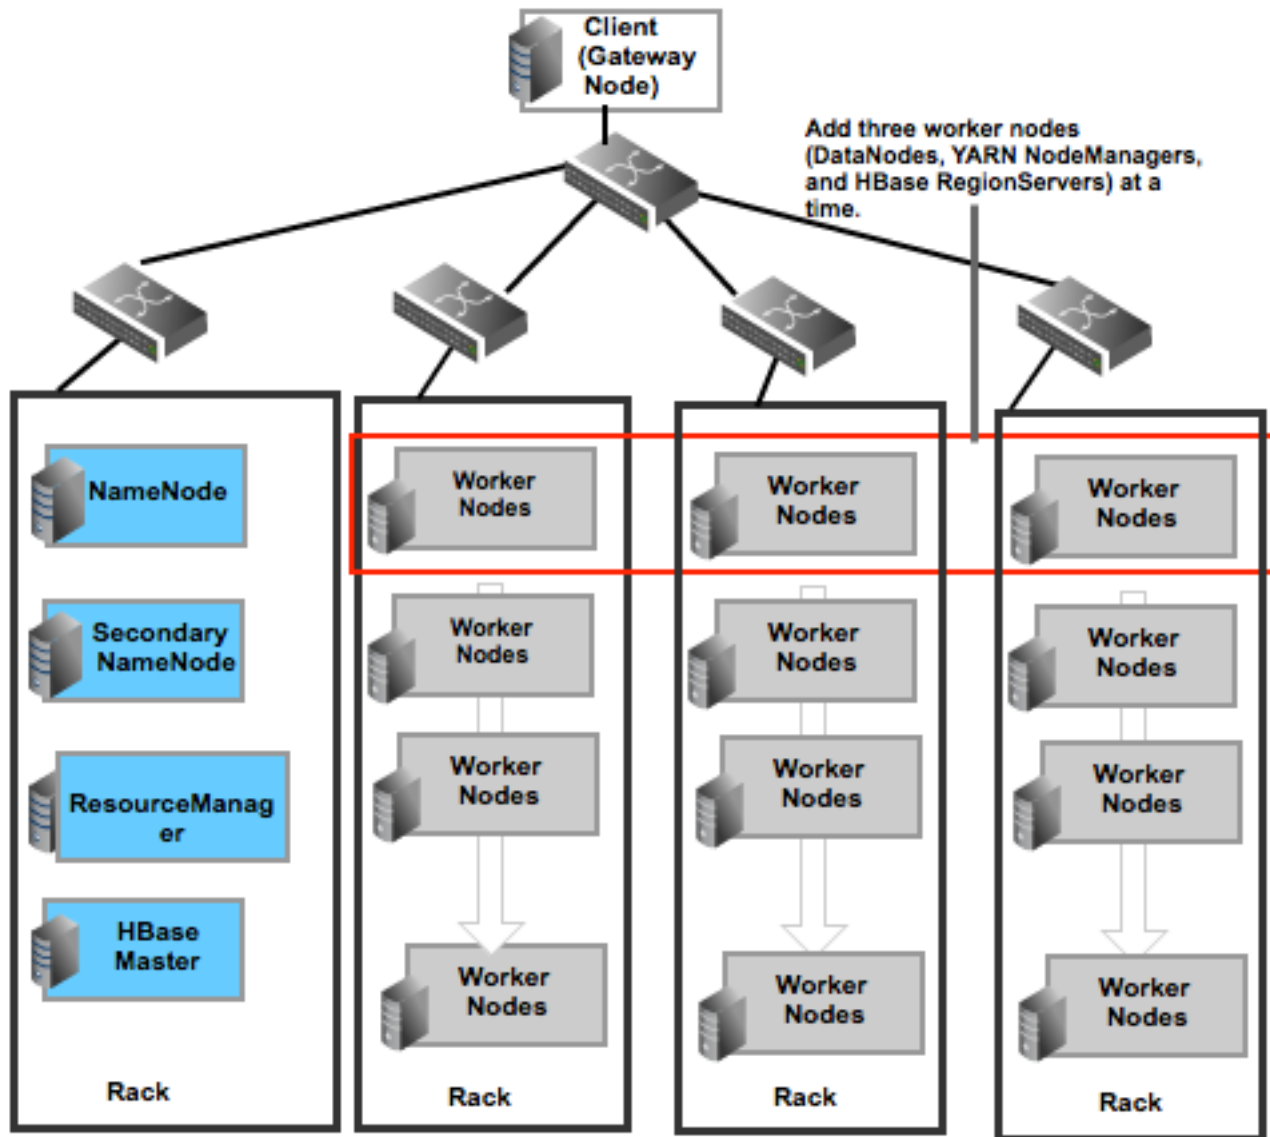 Client
(Gateway
Node)
Add three worker nodes
(DataNodes, YARN NodeManagers,
and HBase RegionServers) at a
time.
NameNode
Secondary
NameNode
ResourceManag
er
HBase
Master
Rack
Worker
Nodes
Worker
Nodes
Worker
Nodes
Worker
Nodes
Rack
Worker
Nodes
Worker
Nodes
Worker
Nodes
Worker
Nodes
Rack
Worker
Nodes
Worker
Nodes
Worker
Nodes
Worker
Nodes
Rack